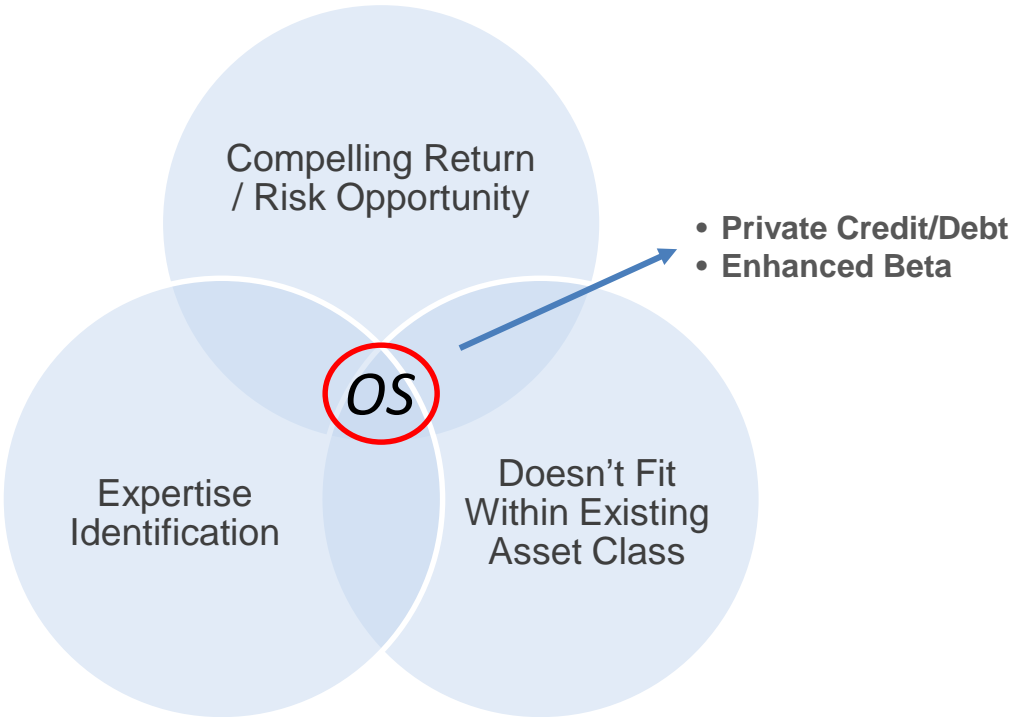 Compelling Return
/ Risk Opportunity
• Private Credit/Debt
• Enhanced Beta
OS
Expertise
Identification
Doesn’t Fit
Within Existing
Asset Class